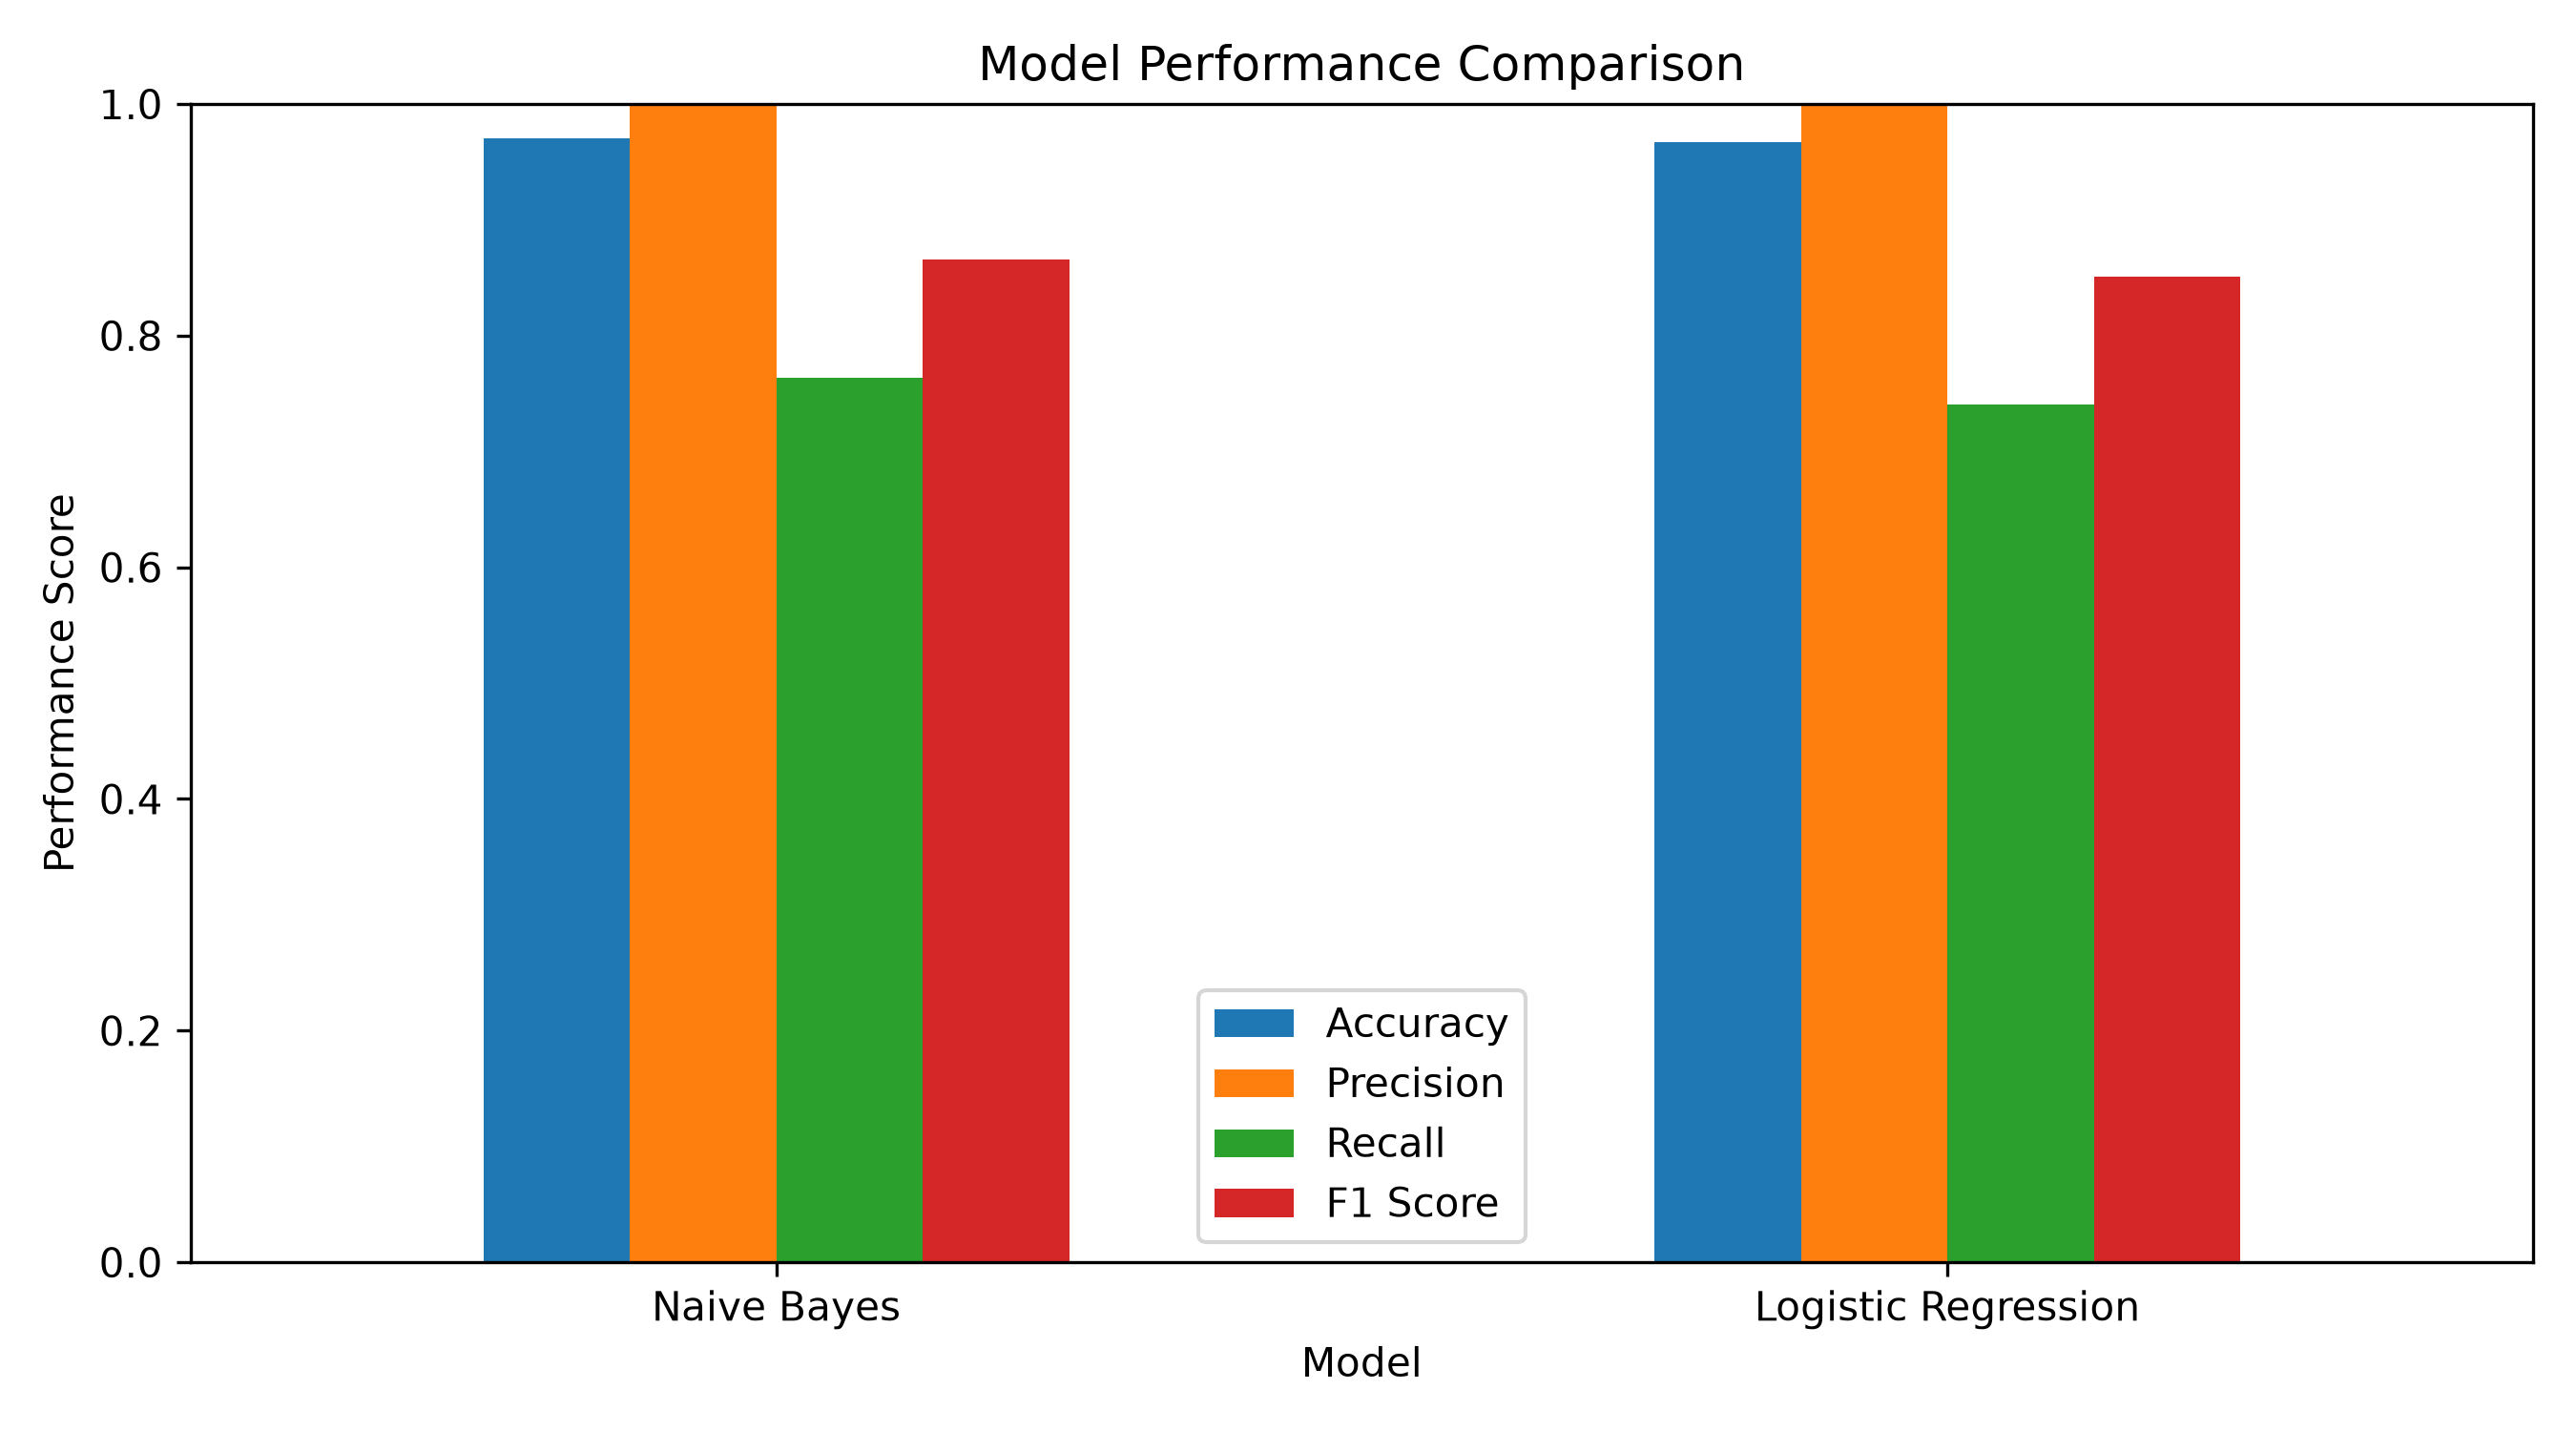 Model Performance Comparison
1.0
0.8
0.6
0.4
0.2
0.0
Performance Score
Accuracy
Precision
Recall
F1 Score
Naive Bayes
Logistic Regression
Model